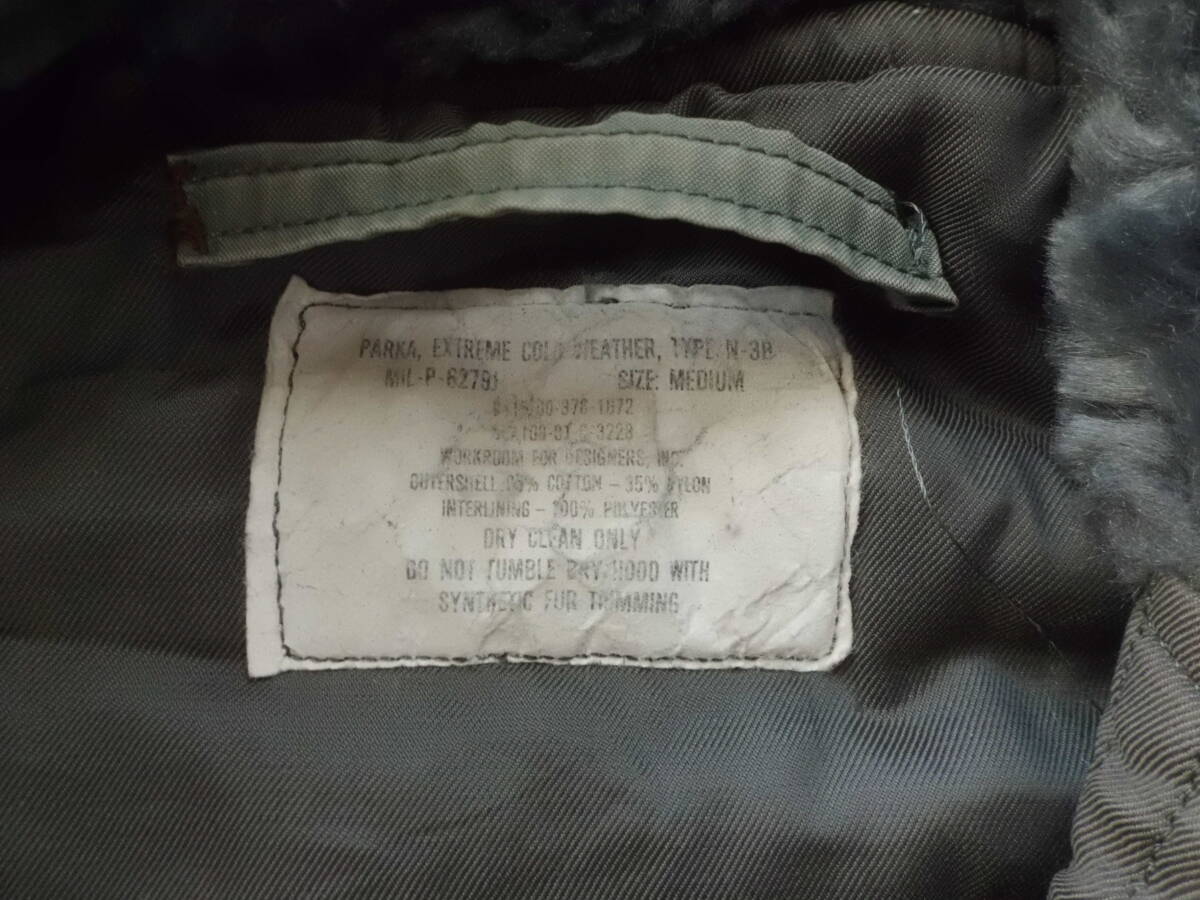 PARKA, EXTREME COLD WEATHER, TYPE N-3B
MIL-P-6279J SIZE: MEDIUM
WORKROOM FOR DESIGNERS, INC.
OUTERSHELL 65% COTTON - 35% NYLON
INTERLINING - 100% POLYESTER
DRY CLEAN ONLY
DO NOT TUMBLE DRY HOOD WITH
SYNTHETIC FUR TRIMMING